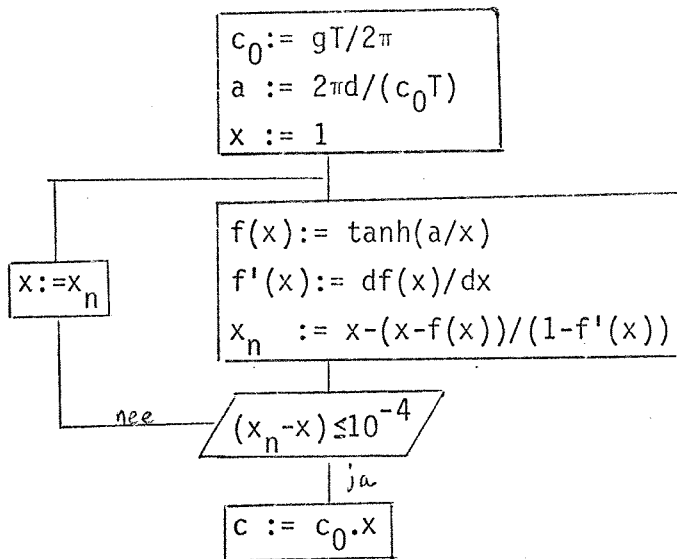 c₀:= gT/2π
a := 2πd/(c₀T)
x := 1
f(x):= tanh(a/x)
f'(x):= df(x)/dx
xₙ := x-(x-f(x))/(1-f'(x))
x:=xₙ
nee
(xₙ-x)≤10⁻⁴
ja
c := c₀.x